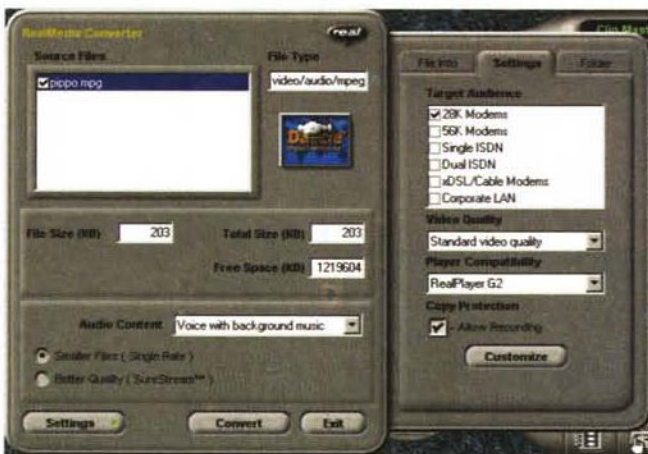 RealMedia Converter
real
Source Files
File Type
pippo.mpg
video/audio/mpeg
Dazzle
File Size (KB) 203
Total Size (KB) 203
Free Space (KB) 1219604
Audio Content Voice with background music
Smaller Files ( Single Rate )
Better Quality ( SureStream™ )
Settings
Convert
Exit
Clip Mast
File Info
Settings
Folder
Target Audience
28K Modems
56K Modems
Single ISDN
Dual ISDN
xDSL/Cable Modems
Corporate LAN
Video Quality
Standard video quality
Player Compatibility
RealPlayer G2
Copy Protection
- Allow Recording
Customize